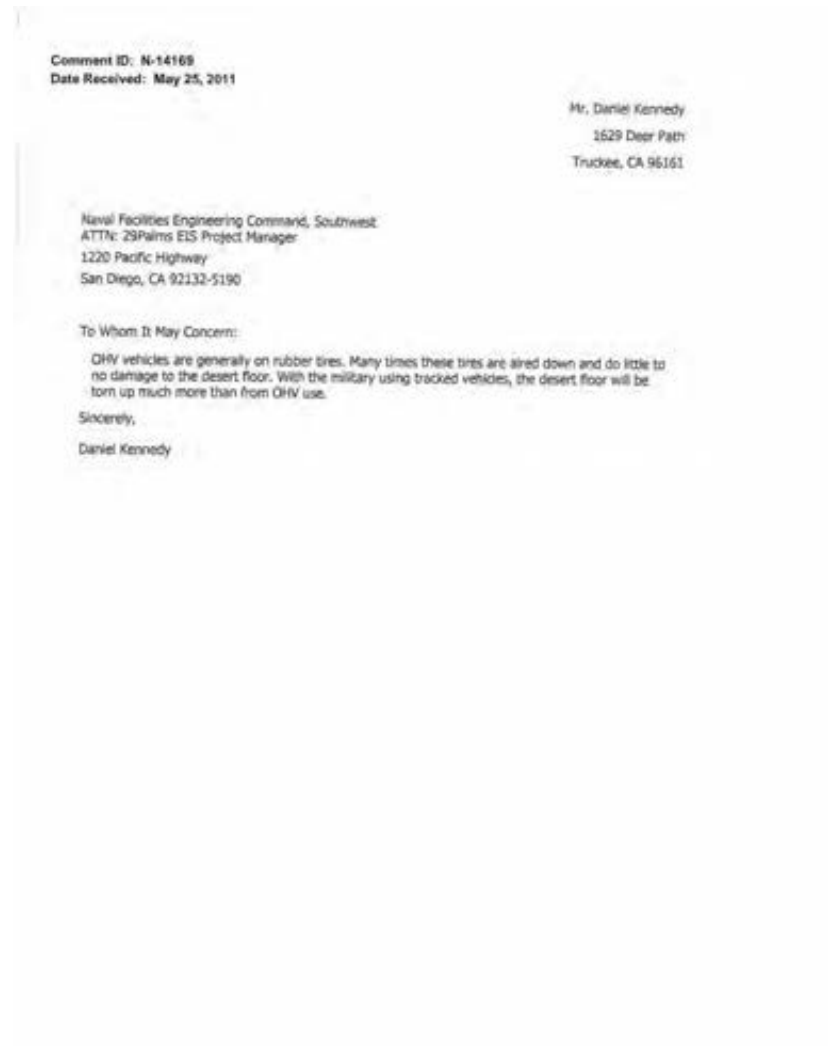 Comment ID: N-14169
Date Received: May 25, 2011
Mr. Daniel Kennedy
1629 Deer Path
Truckee, CA 96161
Naval Facilities Engineering Command, Southwest
ATTN: 29Palms EIS Project Manager
1220 Pacific Highway
San Diego, CA 92132-5190
To Whom It May Concern:
OHV vehicles are generally on rubber tires. Many times these tires are aired down and do little to
no damage to the desert floor. With the military using tracked vehicles, the desert floor will be
torn up much more than from OHV use.
Sincerely,
Daniel Kennedy